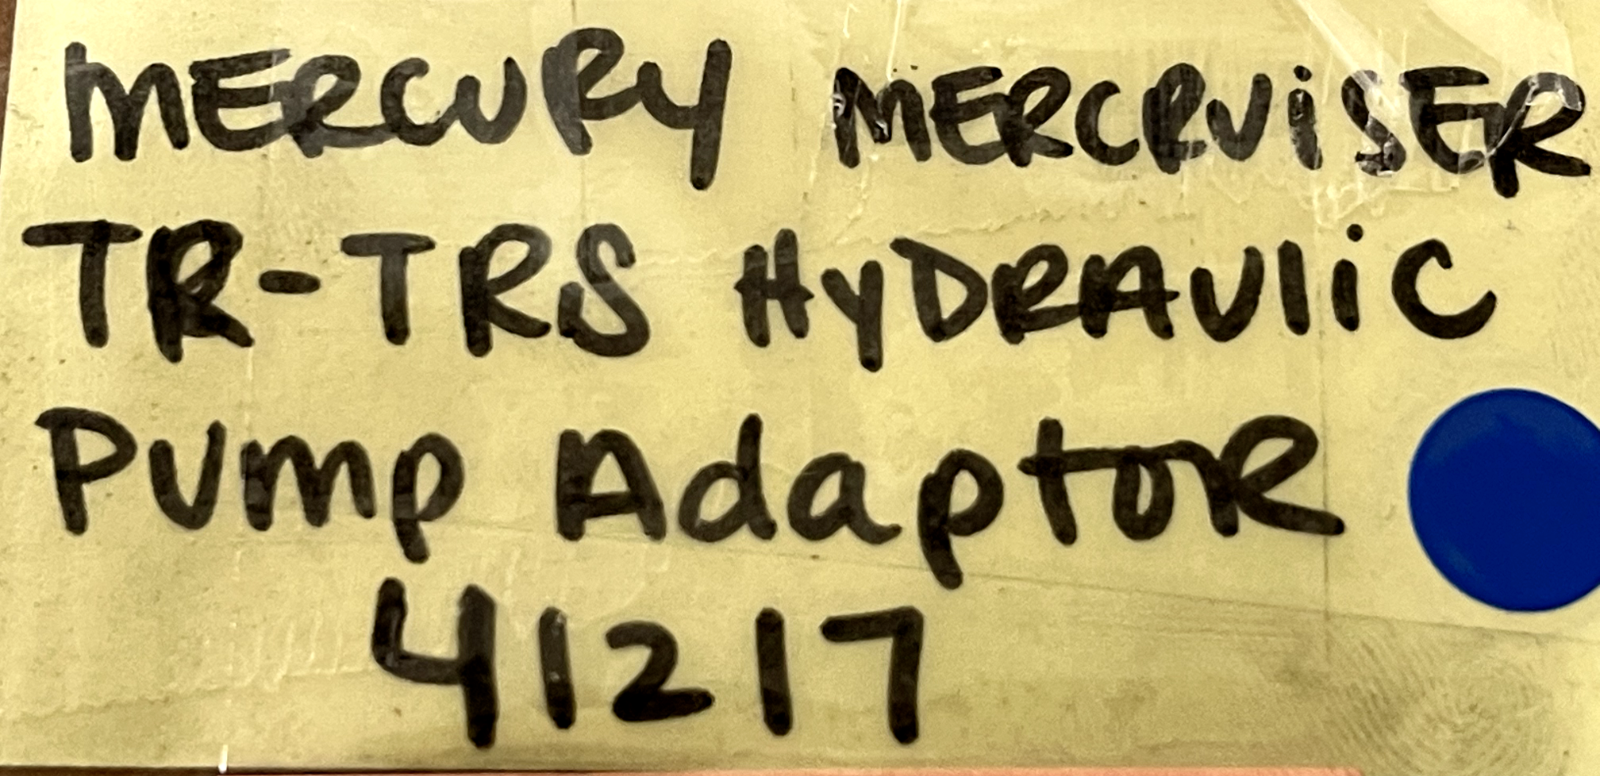 MERCURY MERCRUiSER
TR-TRS HyDRAUliC
Pump AdaptoR
41217